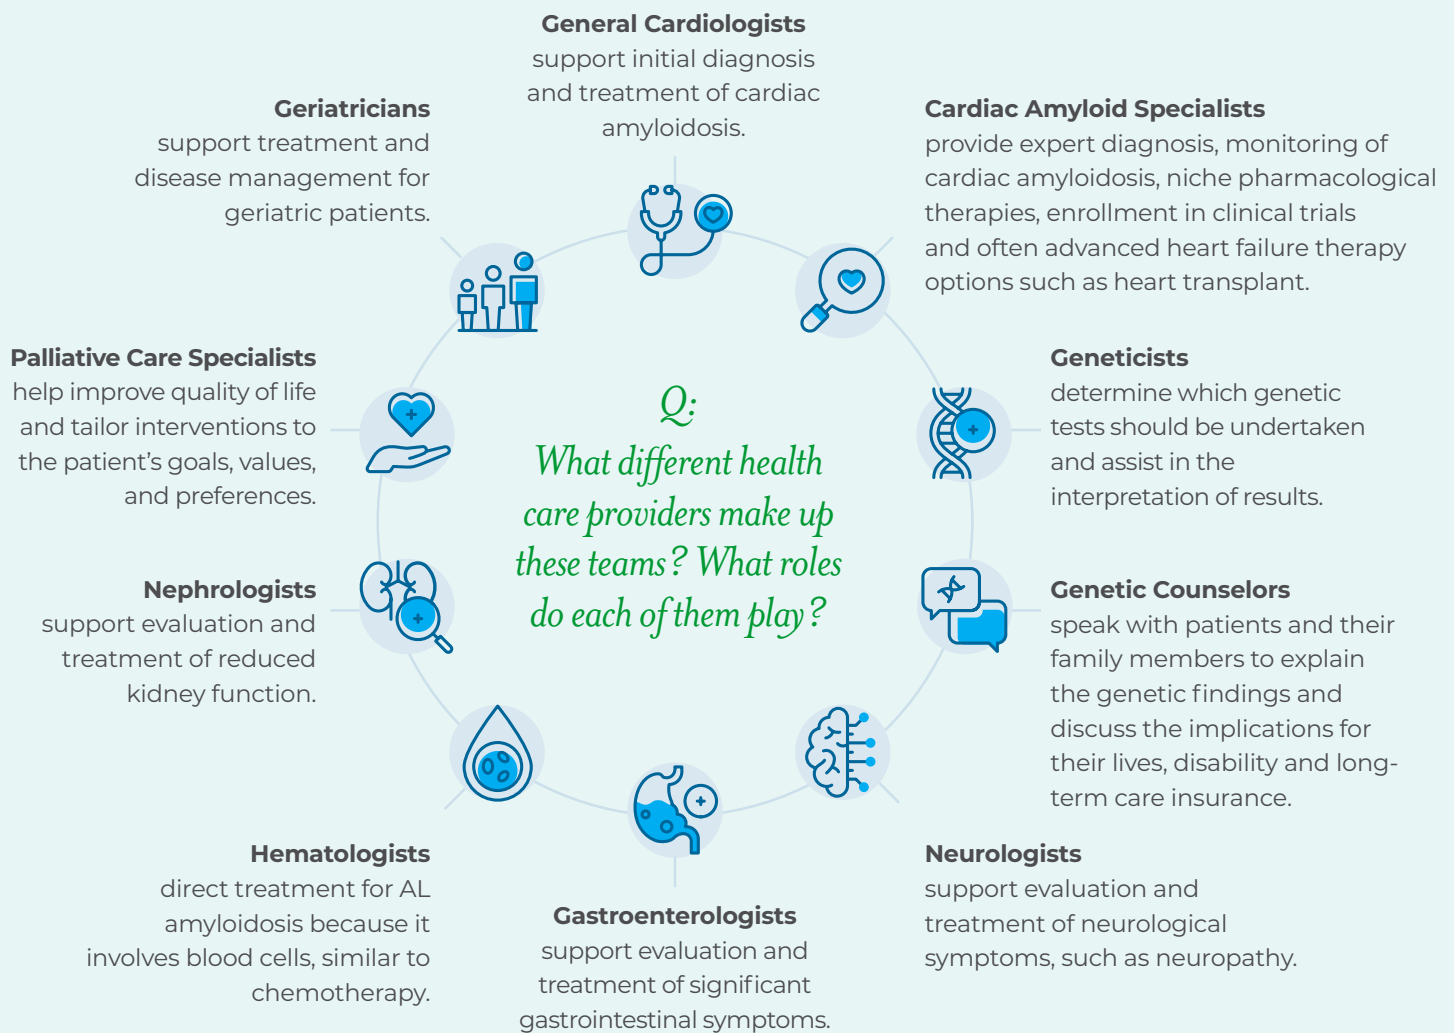 General Cardiologists
support initial diagnosis
and treatment of cardiac
amyloidosis.
Cardiac Amyloid Specialists
provide expert diagnosis, monitoring of
cardiac amyloidosis, niche pharmacological
therapies, enrollment in clinical trials
and often advanced heart failure therapy
options such as heart transplant.
Geneticists
determine which genetic
tests should be undertaken
and assist in the
interpretation of results.
Genetic Counselors
speak with patients and their
family members to explain
the genetic findings and
discuss the implications for
their lives, disability and long-
term care insurance.
Neurologists
support evaluation and
treatment of neurological
symptoms, such as neuropathy.
Gastroenterologists
support evaluation and
treatment of significant
gastrointestinal symptoms.
Hematologists
direct treatment for AL
amyloidosis because it
involves blood cells, similar to
chemotherapy.
Nephrologists
support evaluation and
treatment of reduced
kidney function.
Palliative Care Specialists
help improve quality of life
and tailor interventions to
the patient’s goals, values,
and preferences.
Geriatricians
support treatment and
disease management for
geriatric patients.
Q:
What different health
care providers make up
these teams? What roles
do each of them play?